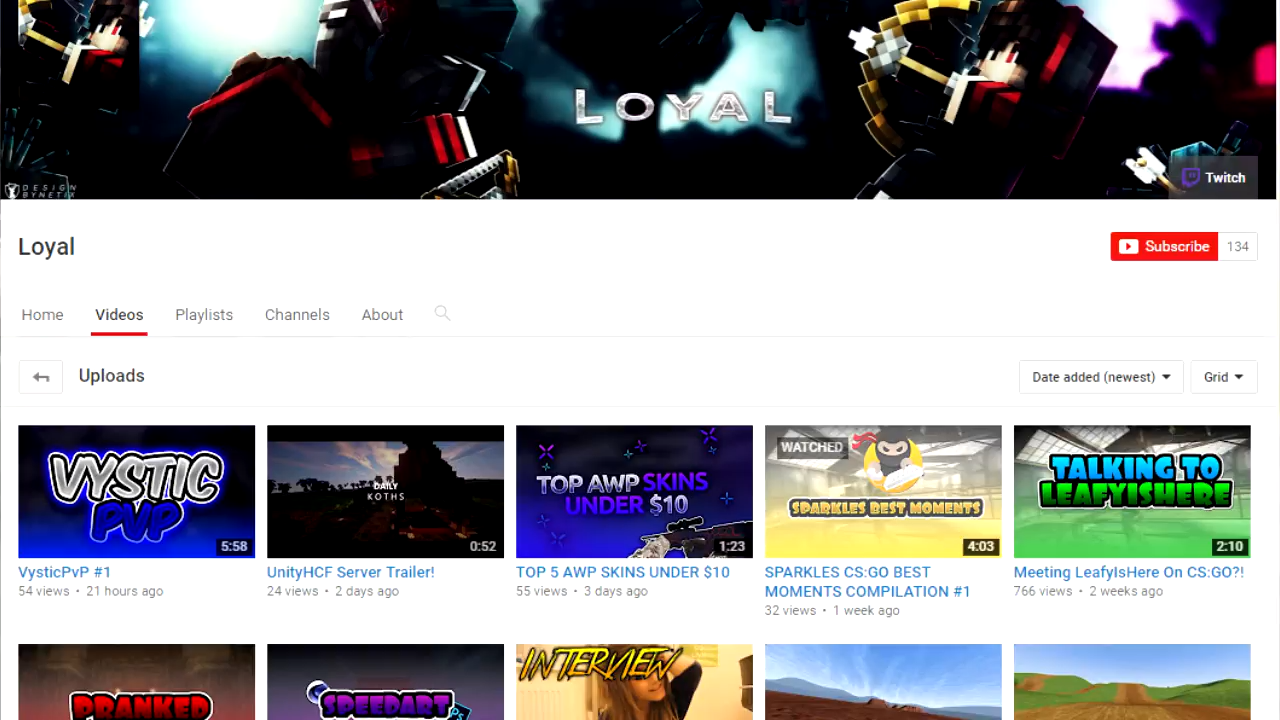 LOYAL
DESIGN
BYNETIX
Twitch
Loyal
Subscribe 134
Home Videos Playlists Channels About
Uploads
Date added (newest) Grid
VYSTIC
PVP
5:58
DAILY
KOTHS
0:52
TOP AWP SKINS
UNDER $10
1:23
WATCHED
SPARKLES BEST MOMENTS
4:03
TALKING TO
LEAFYISHERE
2:10
VysticPvP #1
54 views • 21 hours ago
UnityHCF Server Trailer!
24 views • 2 days ago
TOP 5 AWP SKINS UNDER $10
55 views • 3 days ago
SPARKLES CS:GO BEST
MOMENTS COMPILATION #1
32 views • 1 week ago
Meeting LeafyIsHere On CS:GO?!
766 views • 2 weeks ago
PRANKED
SPEEDART
Ps
INTERVIEW